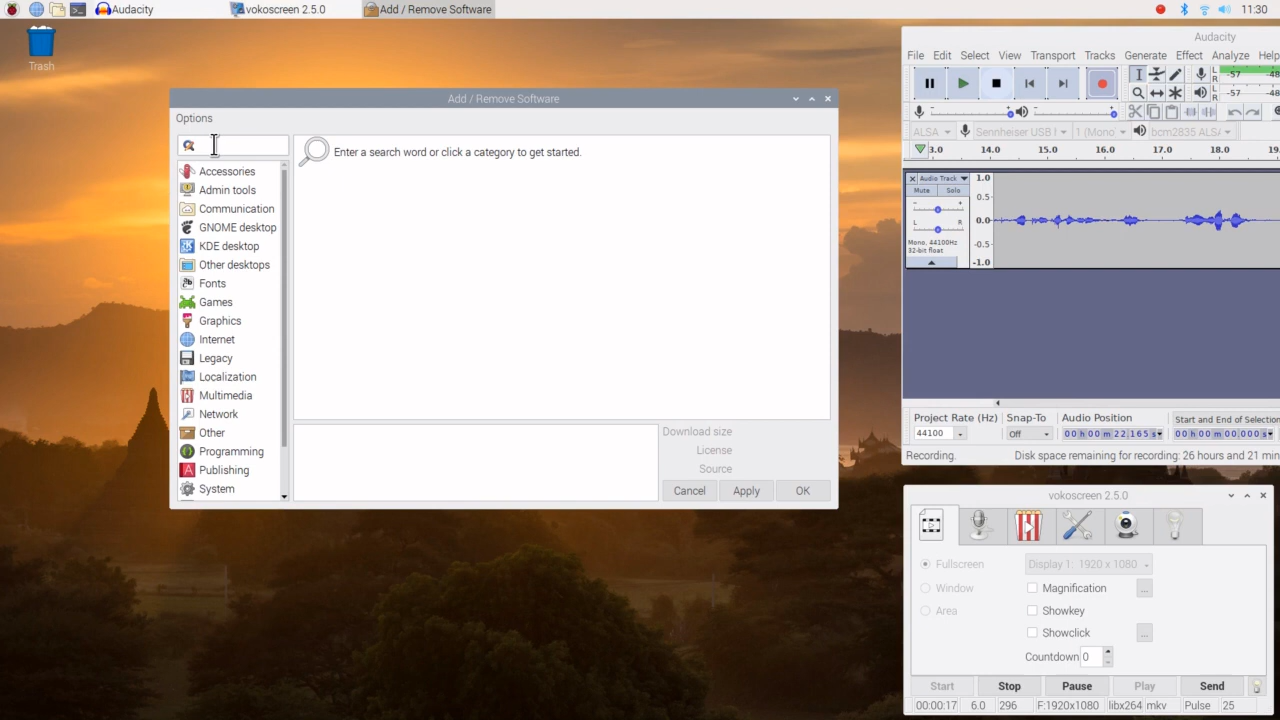 Audacity
vokoscreen 2.5.0
Add / Remove Software
11:30
Trash
Add / Remove Software
Options
Enter a search word or click a category to get started.
Accessories
Admin tools
Communication
GNOME desktop
KDE desktop
Other desktops
Fonts
Games
Graphics
Internet
Legacy
Localization
Multimedia
Network
Other
Programming
Publishing
System
Download size
License
Source
Cancel
Apply
OK
Audacity
File Edit Select View Transport Tracks Generate Effect Analyze Help
L R -57 -48
L R -57 -48
ALSA Sennheiser USB 1 (Mono bcm2835 ALSA
3.0 14.0 15.0 16.0 17.0 18.0 19.
Audio Track
Mute Solo
- +
L R
Mono, 44100Hz
32-bit float
1.0
0.5
0.0
-0.5
-1.0
Project Rate (Hz) Snap-To Audio Position Start and End of Selection
44100 Off 00 h 00 m 22.165 s 00 h 00 m 00.000 s
Recording. Disk space remaining for recording: 26 hours and 21 min
vokoscreen 2.5.0
Fullscreen
Window
Area
Display 1: 1920 x 1080
Magnification ...
Showkey
Showclick ...
Countdown 0
Start Stop Pause Play Send
00:00:17 6.0 296 F:1920x1080 libx264 mkv Pulse 25